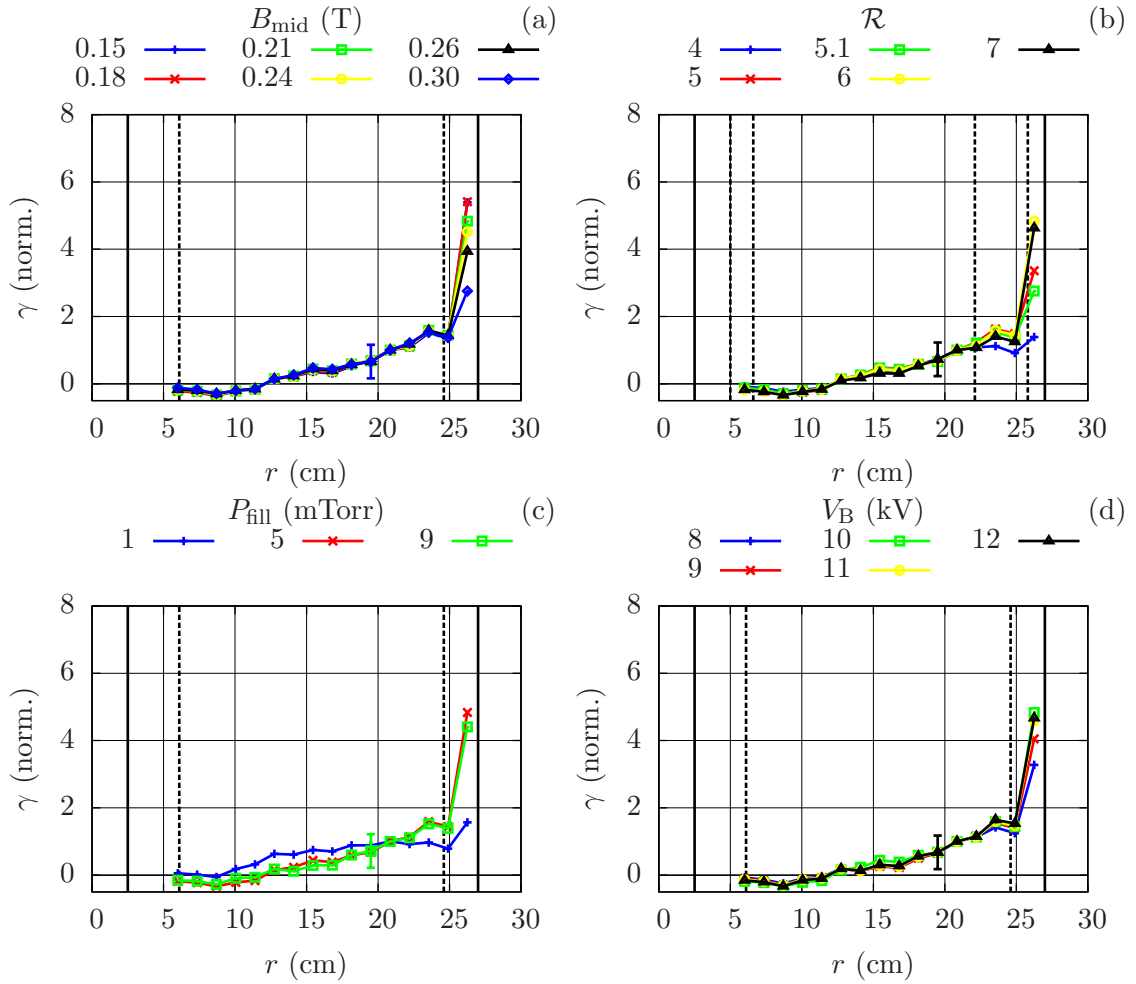 B_mid (T) (a)
0.15 0.21 0.26
0.18 0.24 0.30
γ (norm.)
8
6
4
2
0
0 5 10 15 20 25 30
r (cm)
ℛ (b)
4 5.1 7
5 6
γ (norm.)
8
6
4
2
0
0 5 10 15 20 25 30
r (cm)
P_fill (mTorr) (c)
1 5 9
γ (norm.)
8
6
4
2
0
0 5 10 15 20 25 30
r (cm)
V_B (kV) (d)
8 10 12
9 11
γ (norm.)
8
6
4
2
0
0 5 10 15 20 25 30
r (cm)